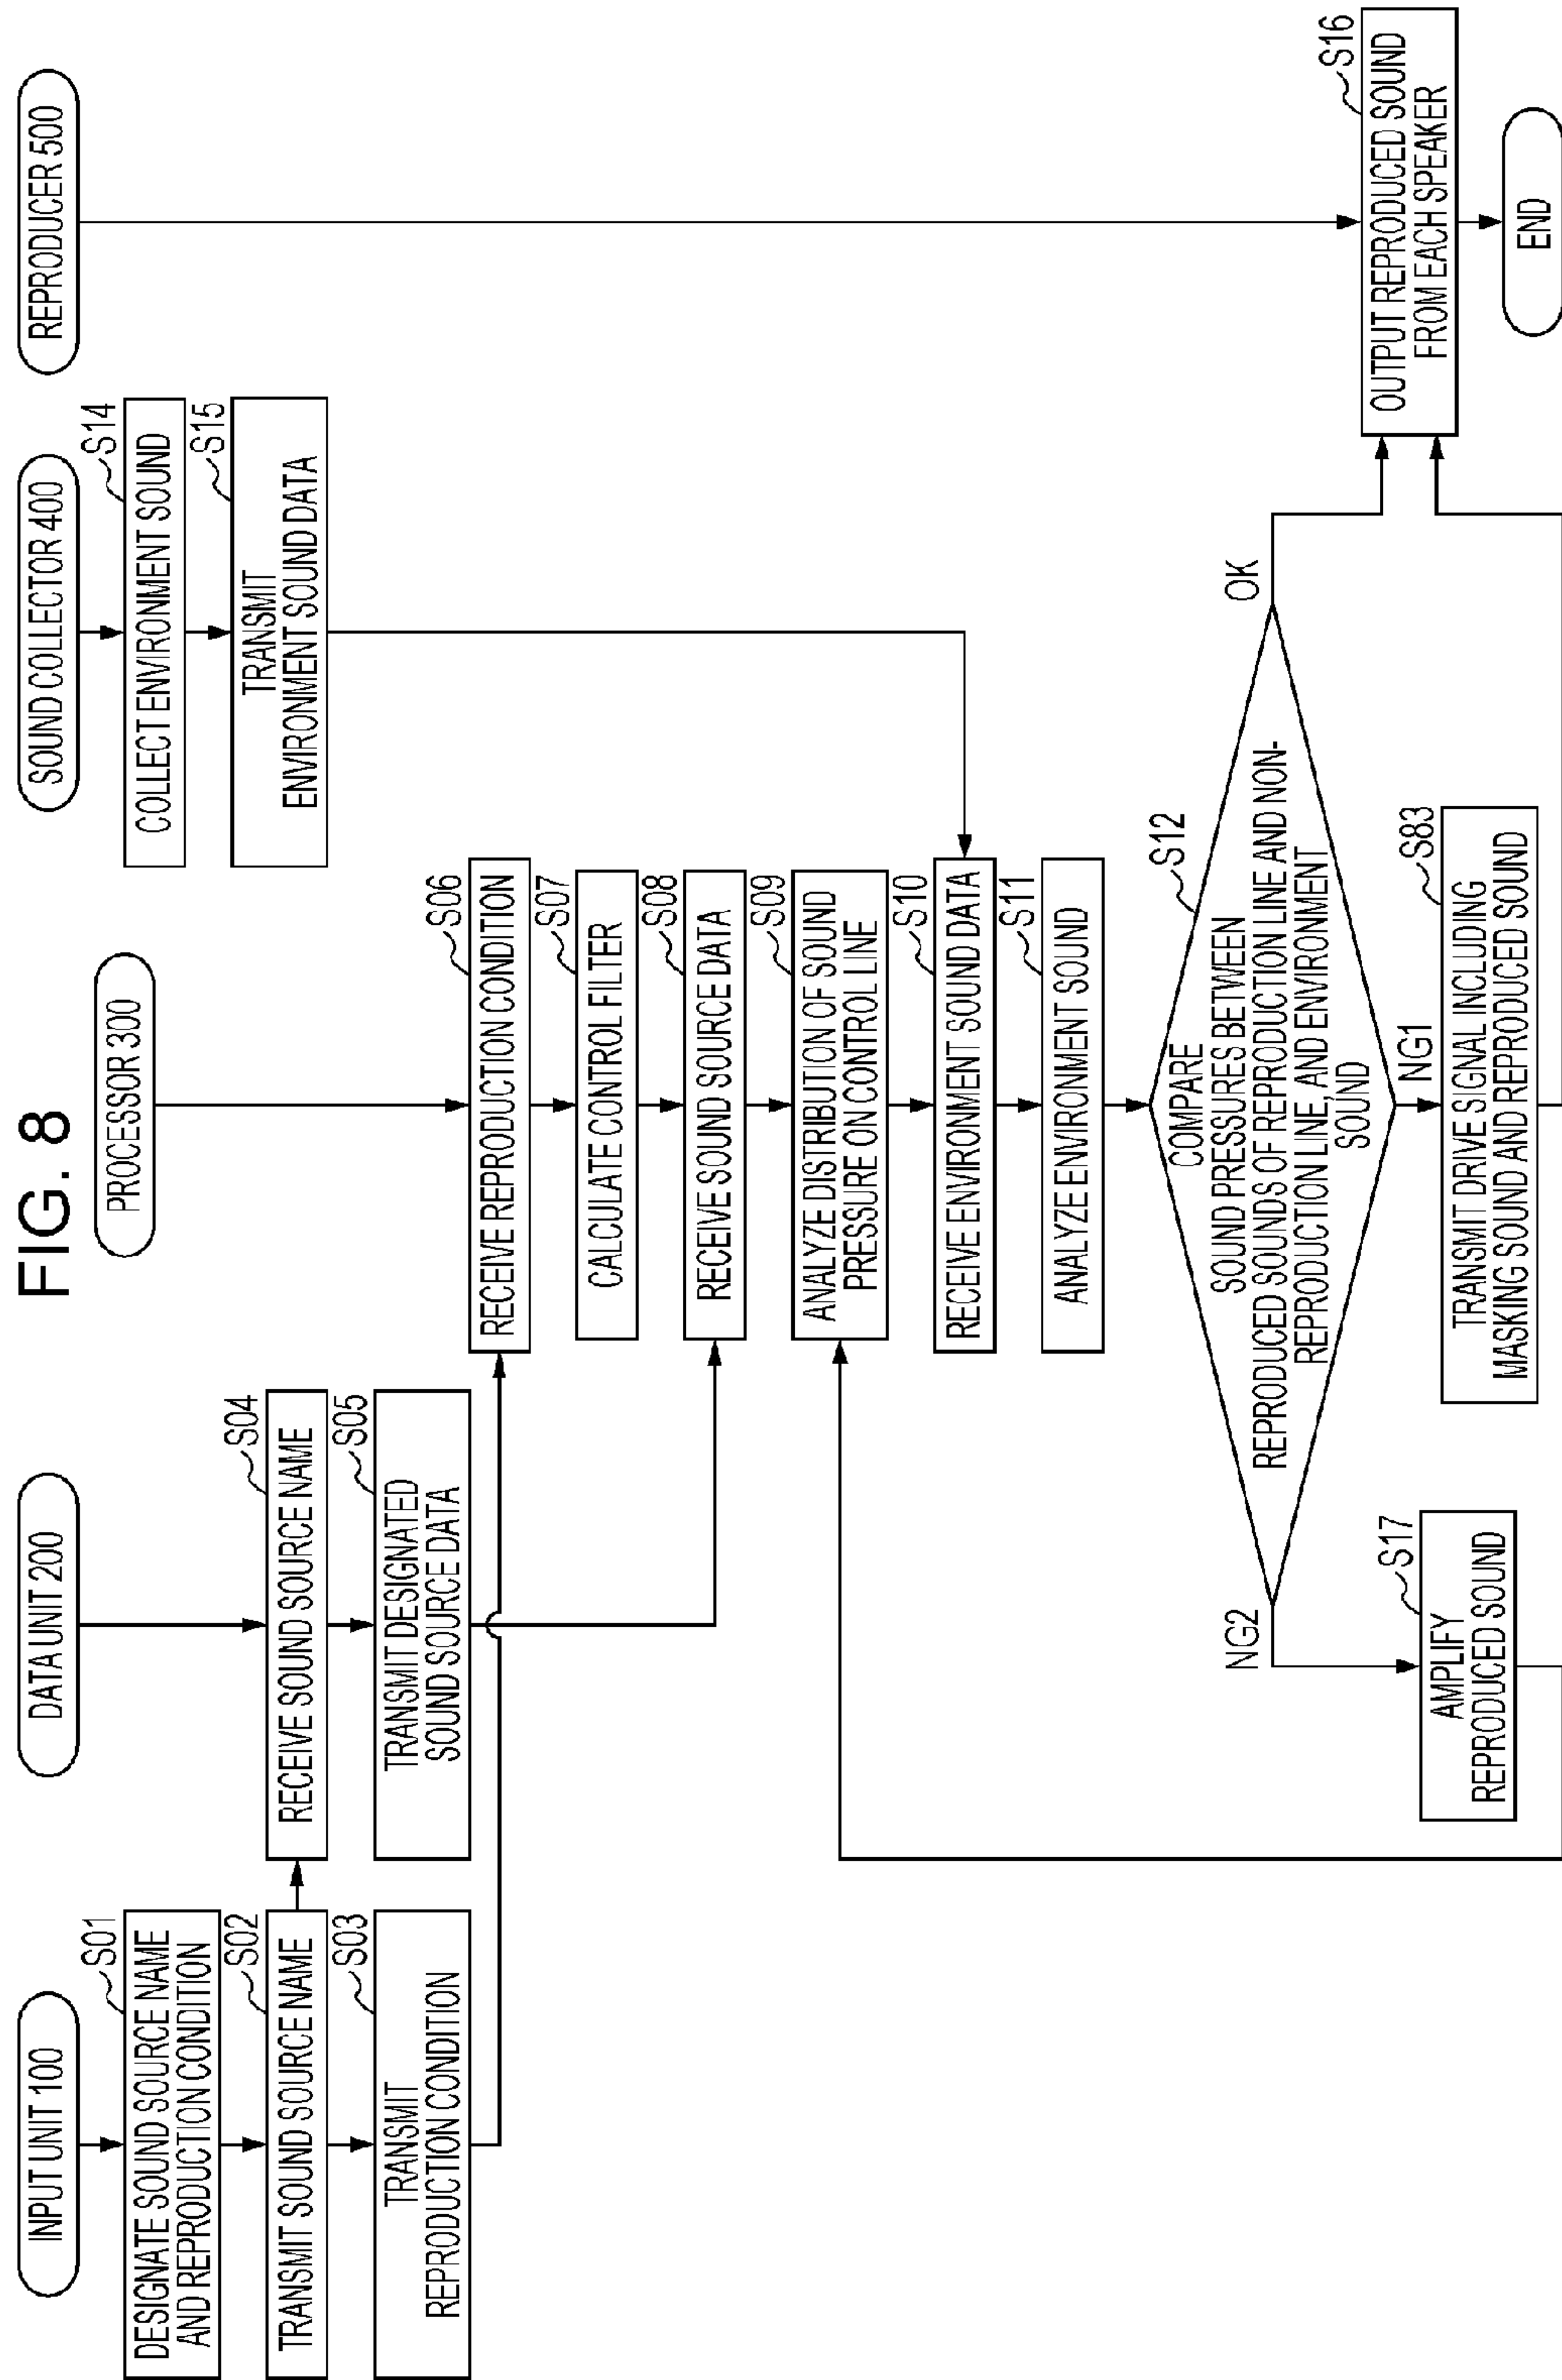 FIG. 8
INPUT UNIT 100
S01
DESIGNATE SOUND SOURCE NAME
AND REPRODUCTION CONDITION
S02
TRANSMIT SOUND SOURCE NAME
S03
TRANSMIT
REPRODUCTION CONDITION
DATA UNIT 200
S04
RECEIVE SOUND SOURCE NAME
S05
TRANSMIT DESIGNATED
SOUND SOURCE DATA
PROCESSOR 300
S06
RECEIVE REPRODUCTION CONDITION
S07
CALCULATE CONTROL FILTER
S08
RECEIVE SOUND SOURCE DATA
S09
ANALYZE DISTRIBUTION OF SOUND
PRESSURE ON CONTROL LINE
S10
RECEIVE ENVIRONMENT SOUND DATA
S11
ANALYZE ENVIRONMENT SOUND
S12
COMPARE
SOUND PRESSURES BETWEEN
REPRODUCED SOUNDS OF REPRODUCTION LINE AND NON-
REPRODUCTION LINE, AND ENVIRONMENT
SOUND
NG2
NG1
OK
S17
AMPLIFY
REPRODUCED SOUND
S83
TRANSMIT DRIVE SIGNAL INCLUDING
MASKING SOUND AND REPRODUCED SOUND
SOUND COLLECTOR 400
S14
COLLECT ENVIRONMENT SOUND
S15
TRANSMIT
ENVIRONMENT SOUND DATA
REPRODUCER 500
S16
OUTPUT REPRODUCED SOUND
FROM EACH SPEAKER
END